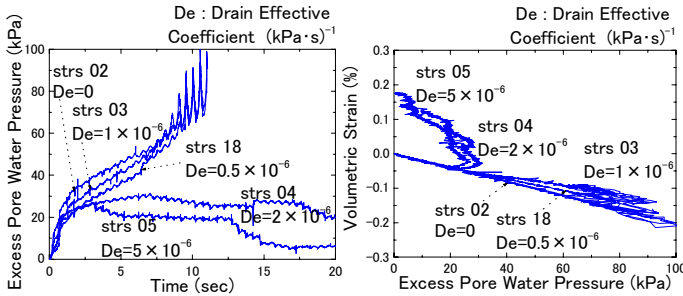 De : Drain Effective
Coefficient (kPa·s)⁻¹
Excess Pore Water Pressure (kPa)
100
80
60
40
20
0
strs 02
De=0
strs 03
De=1×10⁻⁶
strs 18
De=0.5×10⁻⁶
strs 04
De=2×10⁻⁶
strs 05
De=5×10⁻⁶
0 5 10 15 20
Time (sec)
De : Drain Effective
Coefficient (kPa·s)⁻¹
Volumetric Strain (%)
0.3
0.2
0.1
0.0
-0.1
-0.2
-0.3
strs 05
De=5×10⁻⁶
strs 04
De=2×10⁻⁶
strs 03
De=1×10⁻⁶
strs 02
De=0
strs 18
De=0.5×10⁻⁶
0 20 40 60 80 100
Excess Pore Water Pressure (kPa)